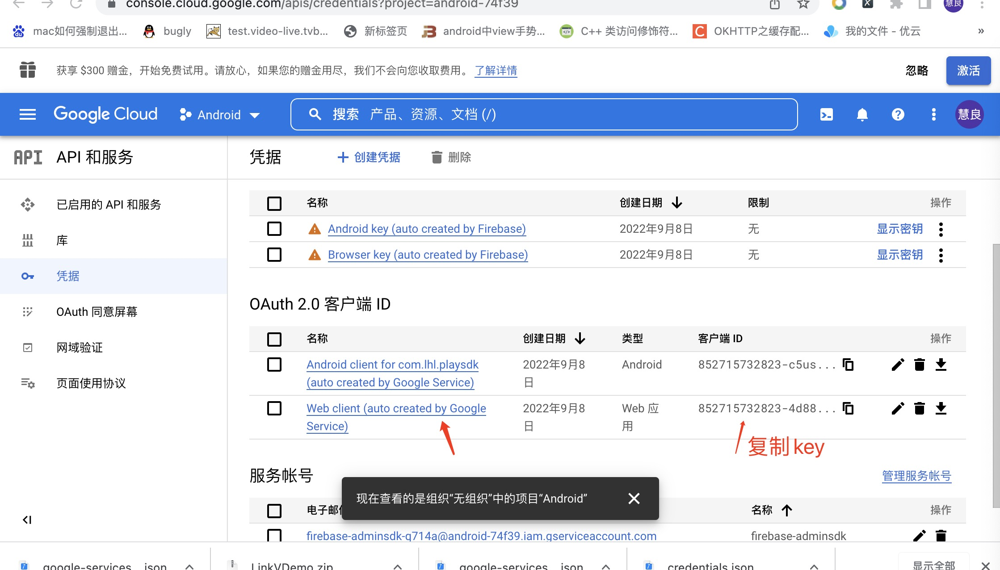 console.cloud.google.com/apis/credentials?project=android-74f39
慧良
mac如何强制退出...
bugly
test.video-live.tvb...
新标签页
android中view手势...
C++ 类访问修饰符...
OKHTTP之缓存配...
我的文件 - 优云
»
获享 $300 赠金，开始免费试用。请放心，如果您的赠金用尽，我们不会向您收取费用。 了解详情
忽略
激活
Google Cloud
Android
搜索 产品、资源、文档 (/)
慧良
API
API 和服务
凭据
创建凭据
删除
已启用的 API 和服务
库
凭据
OAuth 同意屏幕
网域验证
页面使用协议
名称 创建日期 限制 操作
Android key (auto created by Firebase) 2022年9月8日 无 显示密钥
Browser key (auto created by Firebase) 2022年9月8日 无 显示密钥
OAuth 2.0 客户端 ID
名称 创建日期 类型 客户端 ID 操作
Android client for com.lhl.playsdk 2022年9月8 Android 852715732823-c5us...
(auto created by Google Service) 日
Web client (auto created by Google 2022年9月8 Web 应 852715732823-4d88...
Service) 日 用
复制key
服务帐号
管理服务帐号
现在查看的是组织“无组织”中的项目“Android”
电子邮 名称 操作
firebase-adminsdk-q714a@android-74f39.iam.gserviceaccount.com firebase-adminsdk
google-services....json
LinkVDemo.zip
google-services....json
credentials.json
显示全部